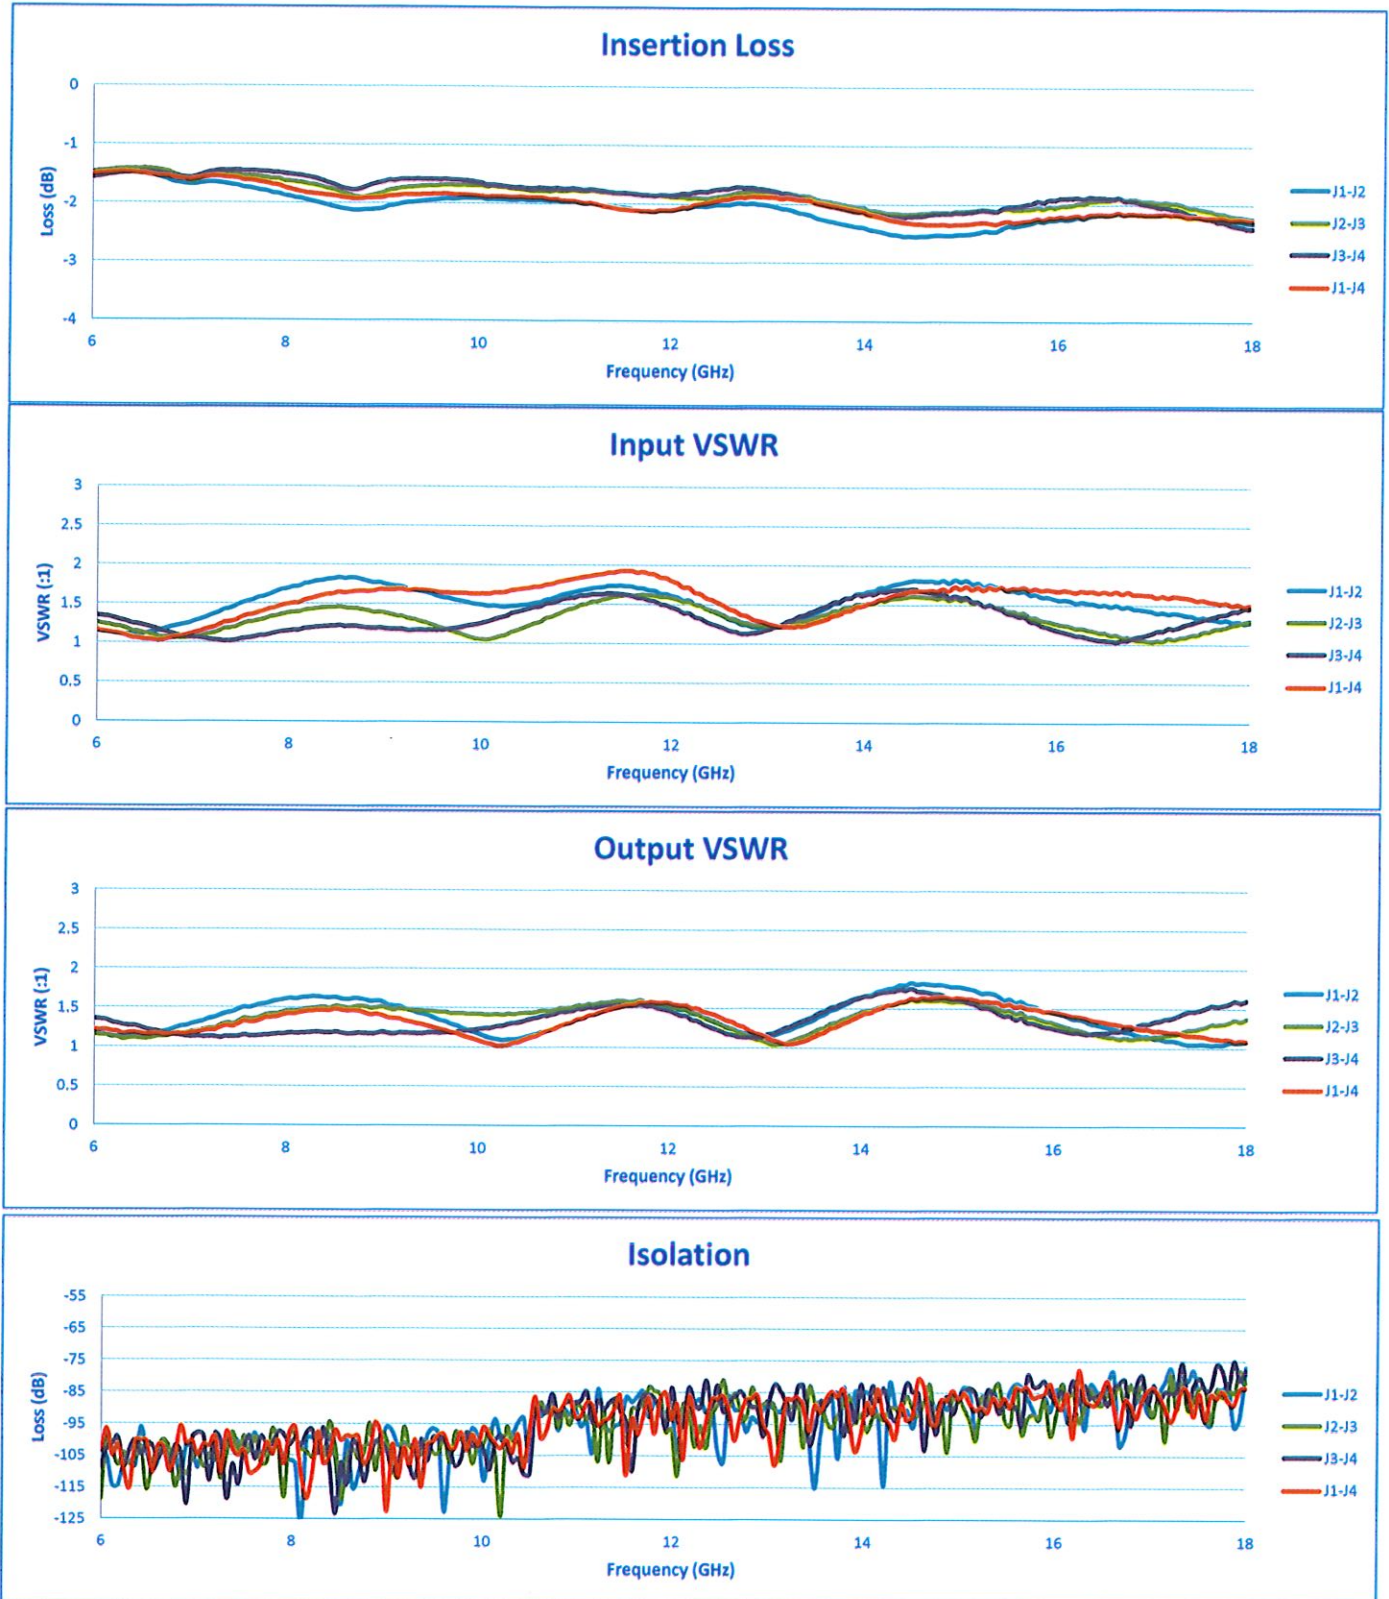 Insertion Loss
0
-1
-2
-3
-4
Loss (dB)
6 8 10 12 14 16 18
Frequency (GHz)
J1-J2
J2-J3
J3-J4
J1-J4
Input VSWR
3
2.5
2
1.5
1
0.5
0
VSWR (:1)
6 8 10 12 14 16 18
Frequency (GHz)
J1-J2
J2-J3
J3-J4
J1-J4
Output VSWR
3
2.5
2
1.5
1
0.5
0
VSWR (:1)
6 8 10 12 14 16 18
Frequency (GHz)
J1-J2
J2-J3
J3-J4
J1-J4
Isolation
-55
-65
-75
-85
-95
-105
-115
-125
Loss (dB)
6 8 10 12 14 16 18
Frequency (GHz)
J1-J2
J2-J3
J3-J4
J1-J4